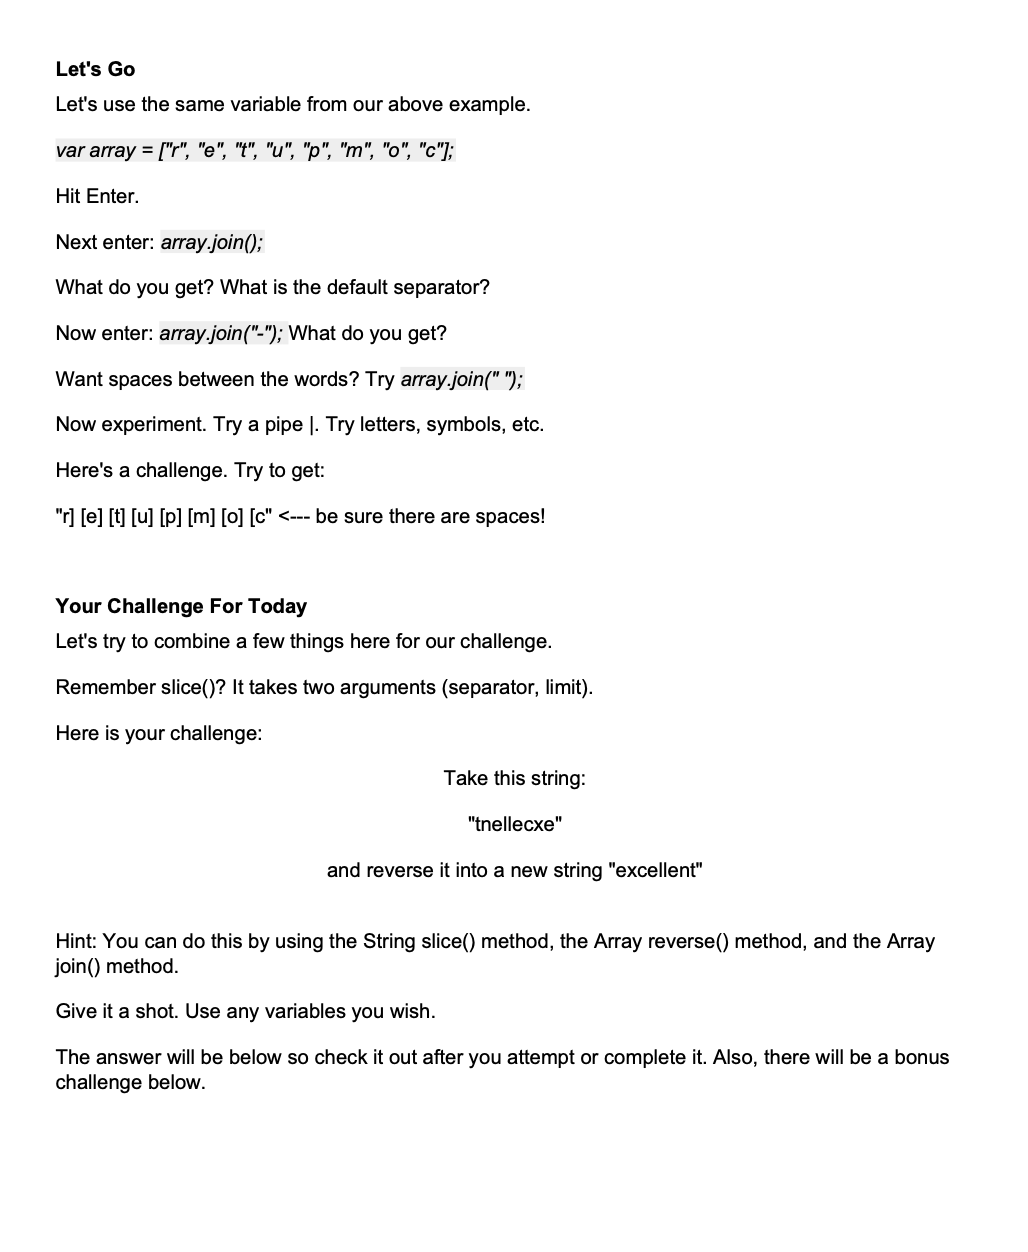 Let's Go
Let's use the same variable from our above example.
var array = ["r", "e", "t", "u", "p", "m", "o", "c"];
Hit Enter.
Next enter: array.join();
What do you get? What is the default separator?
Now enter: array.join("-"); What do you get?
Want spaces between the words? Try array.join(" ");
Now experiment. Try a pipe |. Try letters, symbols, etc.
Here's a challenge. Try to get:
"r] [e] [t] [u] [p] [m] [o] [c" <--- be sure there are spaces!
Your Challenge For Today
Let's try to combine a few things here for our challenge.
Remember slice()? It takes two arguments (separator, limit).
Here is your challenge:
Take this string:
"tnellecxe"
and reverse it into a new string "excellent"
Hint: You can do this by using the String slice() method, the Array reverse() method, and the Array
join() method.
Give it a shot. Use any variables you wish.
The answer will be below so check it out after you attempt or complete it. Also, there will be a bonus
challenge below.